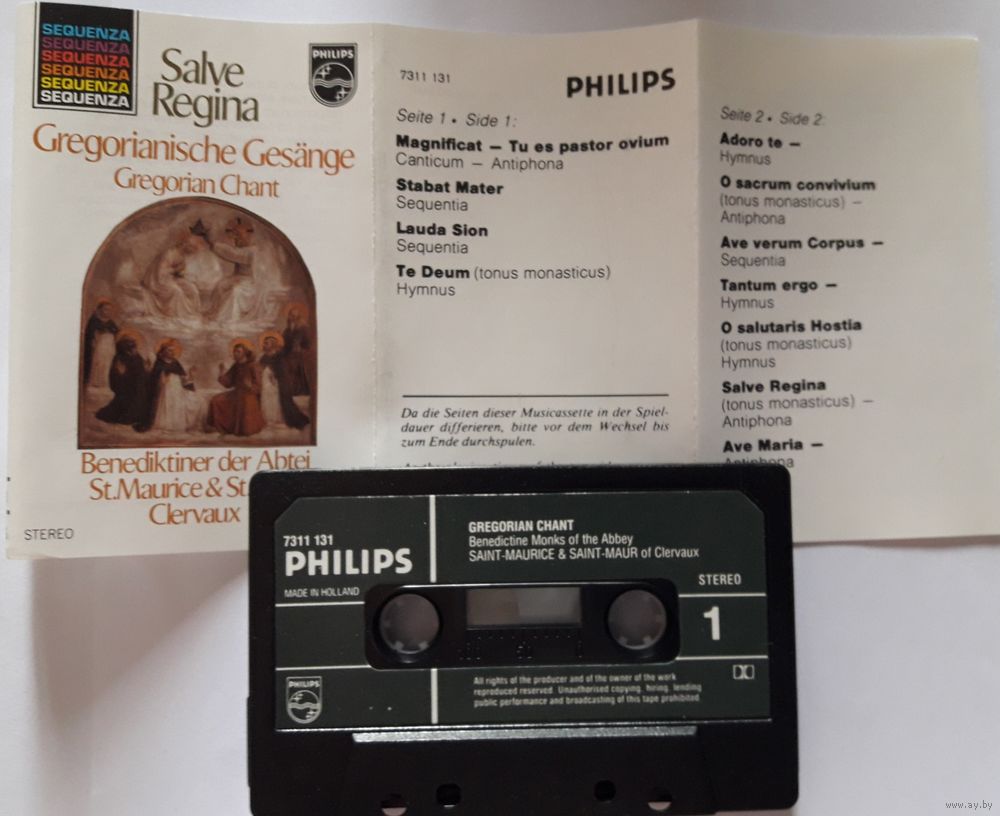 SEQUENZA
SEQUENZA
SEQUENZA
SEQUENZA
SEQUENZA
SEQUENZA
Salve
Regina
PHILIPS
Gregorianische Gesänge
Gregorian Chant
Benediktiner der Abtei
St.Maurice & St.
Clervaux
STEREO
7311 131
PHILIPS
Seite 1 • Side 1:
Magnificat – Tu es pastor ovium
Canticum – Antiphona
Stabat Mater
Sequentia
Lauda Sion
Sequentia
Te Deum (tonus monasticus)
Hymnus
Da die Seiten dieser Musicassette in der Spiel-
dauer differieren, bitte vor dem Wechsel bis
zum Ende durchspulen.
Seite 2 • Side 2:
Adoro te –
Hymnus
O sacrum convivium
(tonus monasticus) –
Antiphona
Ave verum Corpus –
Sequentia
Tantum ergo –
Hymnus
O salutaris Hostia
(tonus monasticus)
Hymnus
Salve Regina
(tonus monasticus) –
Antiphona
Ave Maria –
Antiphona
7311 131
PHILIPS
MADE IN HOLLAND
GREGORIAN CHANT
Benedictine Monks of the Abbey
SAINT-MAURICE & SAINT-MAUR of Clervaux
STEREO
1
100 50 0
PHILIPS
All rights of the producer and of the owner of the work
reproduced reserved. Unauthorised copying, hiring, lending
public performance and broadcasting of this tape prohibited.
www.ay.by